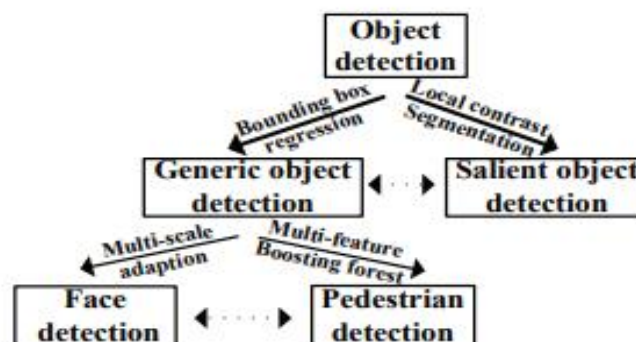 Object
detection
Bounding box
regression
Local contrast
Segmentation
Generic object
detection
Salient object
detection
Multi-scale
adaption
Multi-feature
Boosting forest
Face
detection
Pedestrian
detection